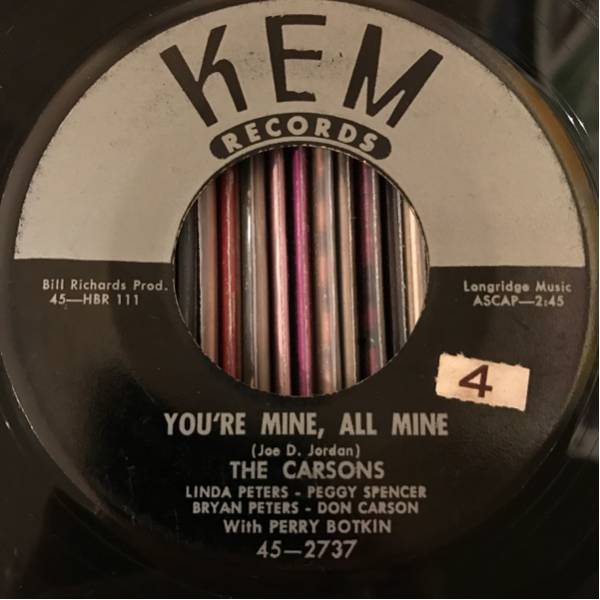 KEM
RECORDS
Bill Richards Prod.
45—HBR 111
Longridge Music
ASCAP—2:45
4
YOU'RE MINE, ALL MINE
(Joe D. Jordan)
THE CARSONS
LINDA PETERS - PEGGY SPENCER
BRYAN PETERS - DON CARSON
With PERRY BOTKIN
45—2737